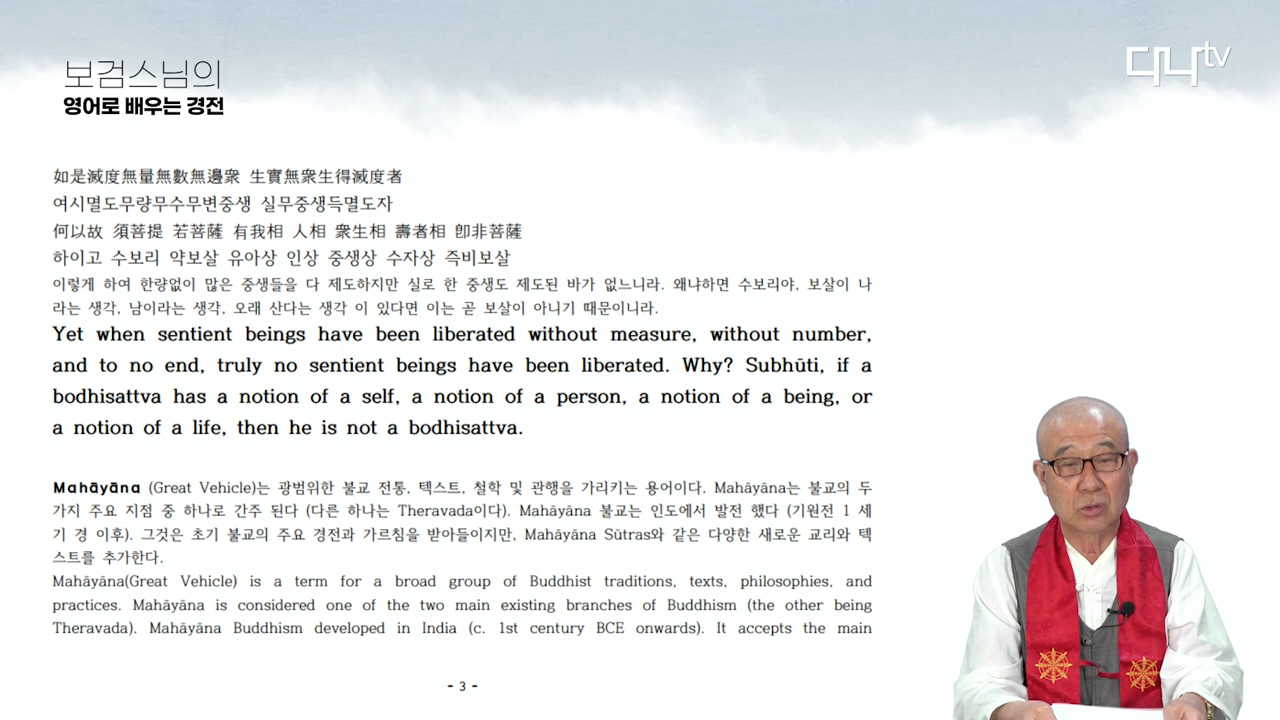 보검스님의
영어로 배우는 경전
다나tv
如是滅度無量無數無邊衆 生實無衆生得滅度者
여시멸도무량무수무변중생 실무중생득멸도자
何以故 須菩提 若菩薩 有我相 人相 衆生相 壽者相 卽非菩薩
하이고 수보리 약보살 유아상 인상 중생상 수자상 즉비보살
이렇게 하여 한량없이 많은 중생들을 다 제도하지만 실로 한 중생도 제도된 바가 없느니라. 왜냐하면 수보리야, 보살이 나
라는 생각, 남이라는 생각, 오래 산다는 생각 이 있다면 이는 곧 보살이 아니기 때문이니라.
Yet when sentient beings have been liberated without measure, without number,
and to no end, truly no sentient beings have been liberated. Why? Subhūti, if a
bodhisattva has a notion of a self, a notion of a person, a notion of a being, or
a notion of a life, then he is not a bodhisattva.
Mahāyāna (Great Vehicle)는 광범위한 불교 전통, 텍스트, 철학 및 관행을 가리키는 용어이다. Mahāyāna는 불교의 두
가지 주요 지점 중 하나로 간주 된다 (다른 하나는 Theravada이다). Mahāyāna 불교는 인도에서 발전 했다 (기원전 1 세
기 경 이후). 그것은 초기 불교의 주요 경전과 가르침을 받아들이지만, Mahāyāna Sūtras와 같은 다양한 새로운 교리와 텍
스트를 추가한다.
Mahāyāna(Great Vehicle) is a term for a broad group of Buddhist traditions, texts, philosophies, and
practices. Mahāyāna is considered one of the two main existing branches of Buddhism (the other being
Theravada). Mahāyāna Buddhism developed in India (c. 1st century BCE onwards). It accepts the main
- 3 -